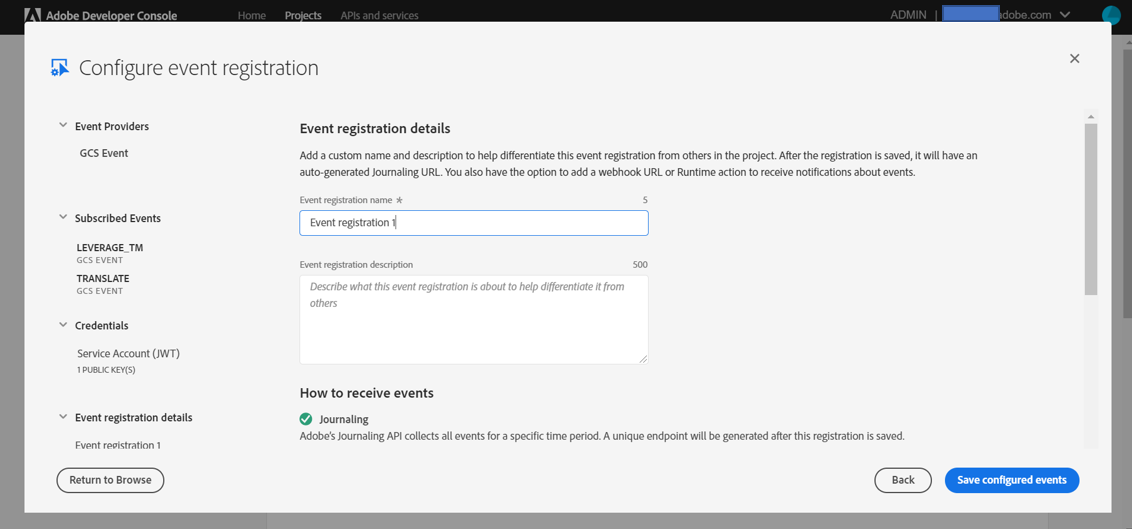 Adobe Developer Console Home Projects APIs and services ADMIN | adobe.com
Configure event registration
Event Providers
GCS Event
Subscribed Events
LEVERAGE_TM
GCS EVENT
TRANSLATE
GCS EVENT
Credentials
Service Account (JWT)
1 PUBLIC KEY(S)
Event registration details
Event registration 1
Event registration details
Add a custom name and description to help differentiate this event registration from others in the project. After the registration is saved, it will have an
auto-generated Journaling URL. You also have the option to add a webhook URL or Runtime action to receive notifications about events.
Event registration name * 5
Event registration 1
Event registration description 500
Describe what this event registration is about to help differentiate it from
others
How to receive events
Journaling
Adobe's Journaling API collects all events for a specific time period. A unique endpoint will be generated after this registration is saved.
Return to Browse Back Save configured events